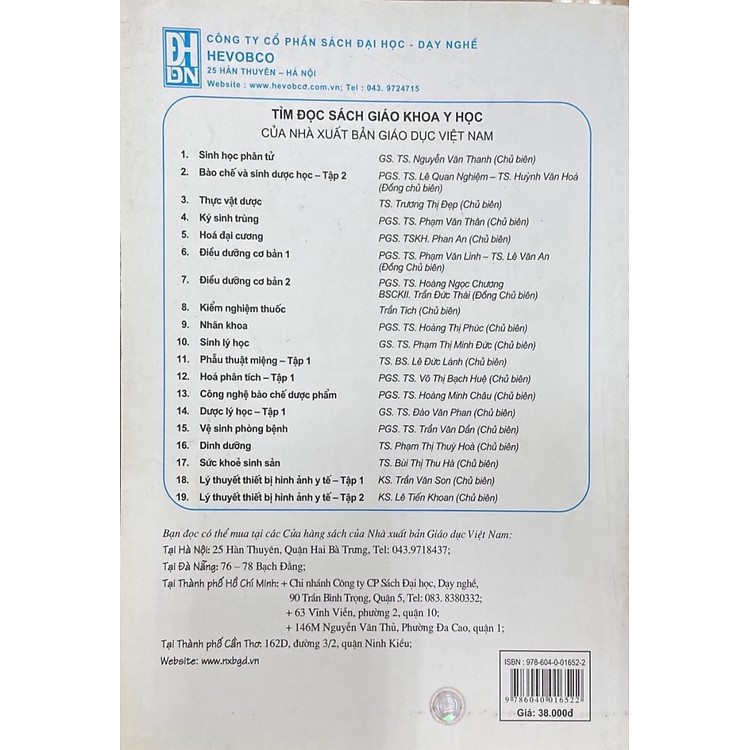 ĐH
DN
CÔNG TY CỔ PHẦN SÁCH ĐẠI HỌC - DẠY NGHỀ
HEVOBCO
25 HÀN THUYÊN – HÀ NỘI
Website : www.hevobco.com.vn; Tel : 043. 9724715
TÌM ĐỌC SÁCH GIÁO KHOA Y HỌC
CỦA NHÀ XUẤT BẢN GIÁO DỤC VIỆT NAM
1. Sinh học phân tử GS. TS. Nguyễn Văn Thanh (Chủ biên)
2. Bào chế và sinh dược học – Tập 2 PGS. TS. Lê Quan Nghiệm – TS. Huỳnh Văn Hoá
(Đồng chủ biên)
3. Thực vật dược TS. Trương Thị Đẹp (Chủ biên)
4. Ký sinh trùng PGS. TS. Phạm Văn Thân (Chủ biên)
5. Hoá đại cương PGS. TSKH. Phan An (Chủ biên)
6. Điều dưỡng cơ bản 1 PGS. TS. Phạm Văn Lình – TS. Lê Văn An
(Đồng Chủ biên)
7. Điều dưỡng cơ bản 2 PGS. TS. Hoàng Ngọc Chương
BSCKII. Trần Đức Thái (Đồng Chủ biên)
8. Kiểm nghiệm thuốc Trần Tích (Chủ biên)
9. Nhãn khoa PGS. TS. Hoàng Thị Phúc (Chủ biên)
10. Sinh lý học GS. TS. Phạm Thị Minh Đức (Chủ biên)
11. Phẫu thuật miệng – Tập 1 TS. BS. Lê Đức Lánh (Chủ biên)
12. Hoá phân tích – Tập 1 PGS. TS. Võ Thị Bạch Huệ (Chủ biên)
13. Công nghệ bào chế dược phẩm PGS. TS. Hoàng Minh Châu (Chủ biên)
14. Dược lý học – Tập 1 GS. TS. Đào Văn Phan (Chủ biên)
15. Vệ sinh phòng bệnh PGS. TS. Trần Văn Dần (Chủ biên)
16. Dinh dưỡng TS. Phạm Thị Thuý Hoà (Chủ biên)
17. Sức khoẻ sinh sản TS. Bùi Thị Thu Hà (Chủ biên)
18. Lý thuyết thiết bị hình ảnh y tế – Tập 1 KS. Trần Văn Son (Chủ biên)
19. Lý thuyết thiết bị hình ảnh y tế – Tập 2 KS. Lê Tiến Khoan (Chủ biên)
Bạn đọc có thể mua tại các Cửa hàng sách của Nhà xuất bản Giáo dục Việt Nam:
Tại Hà Nội: 25 Hàn Thuyên, Quận Hai Bà Trưng, Tel: 043.9718437;
Tại Đà Nẵng: 76 – 78 Bạch Đằng;
Tại Thành phố Hồ Chí Minh: + Chi nhánh Công ty CP Sách Đại học, Dạy nghề,
90 Trần Bình Trọng, Quận 5, Tel: 083. 8380332;
+ 63 Vĩnh Viễn, phường 2, quận 10;
+ 146M Nguyễn Văn Thủ, Phường Đa Cao, quận 1;
Tại Thành phố Cần Thơ: 162D, đường 3/2, quận Ninh Kiều;
Website: www.nxbgd.vn
ISBN : 978-604-0-01652-2
9 786040 016522
Giá: 38.000đ